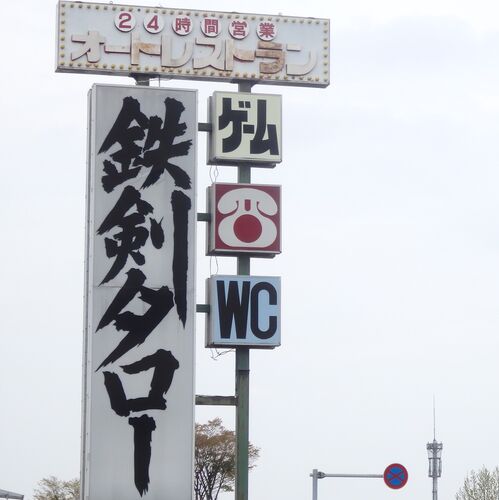 24時間営業
オートレストラン
鉄剣タロー
ゲーム
WC